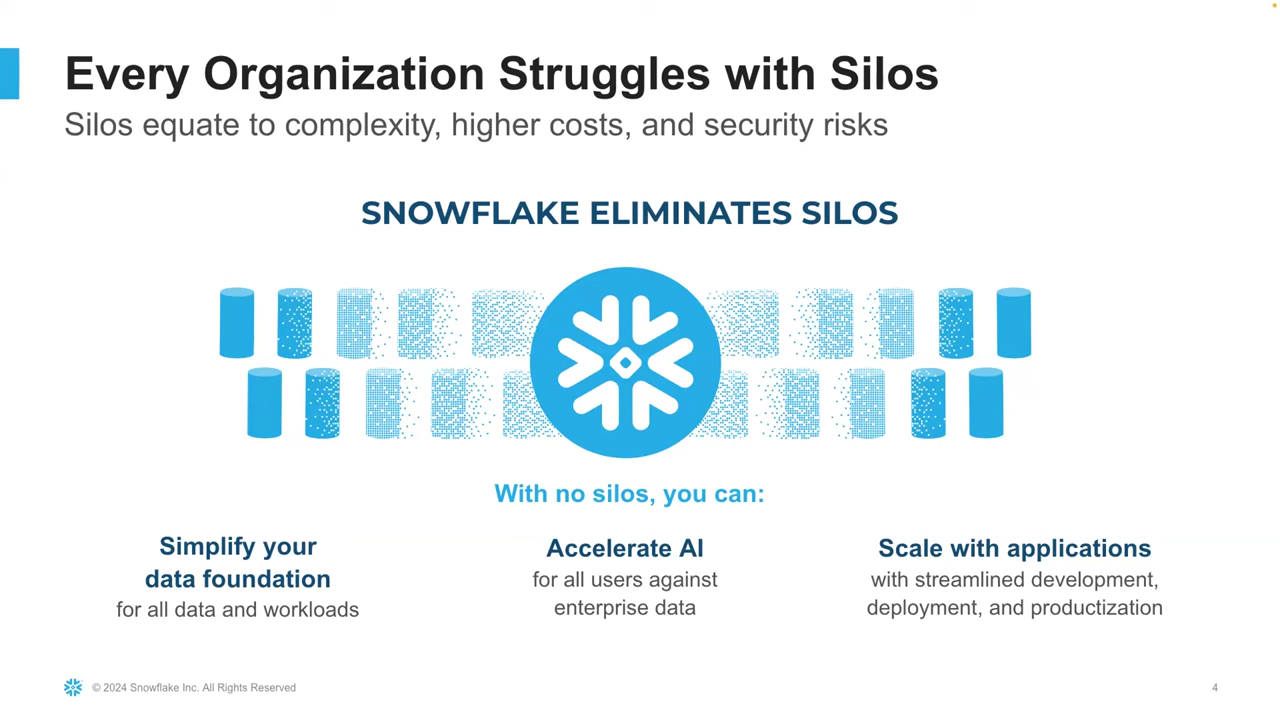 Every Organization Struggles with Silos
Silos equate to complexity, higher costs, and security risks
SNOWFLAKE ELIMINATES SILOS
With no silos, you can:
Simplify your
data foundation
for all data and workloads
Accelerate AI
for all users against
enterprise data
Scale with applications
with streamlined development,
deployment, and productization
© 2024 Snowflake Inc. All Rights Reserved
4